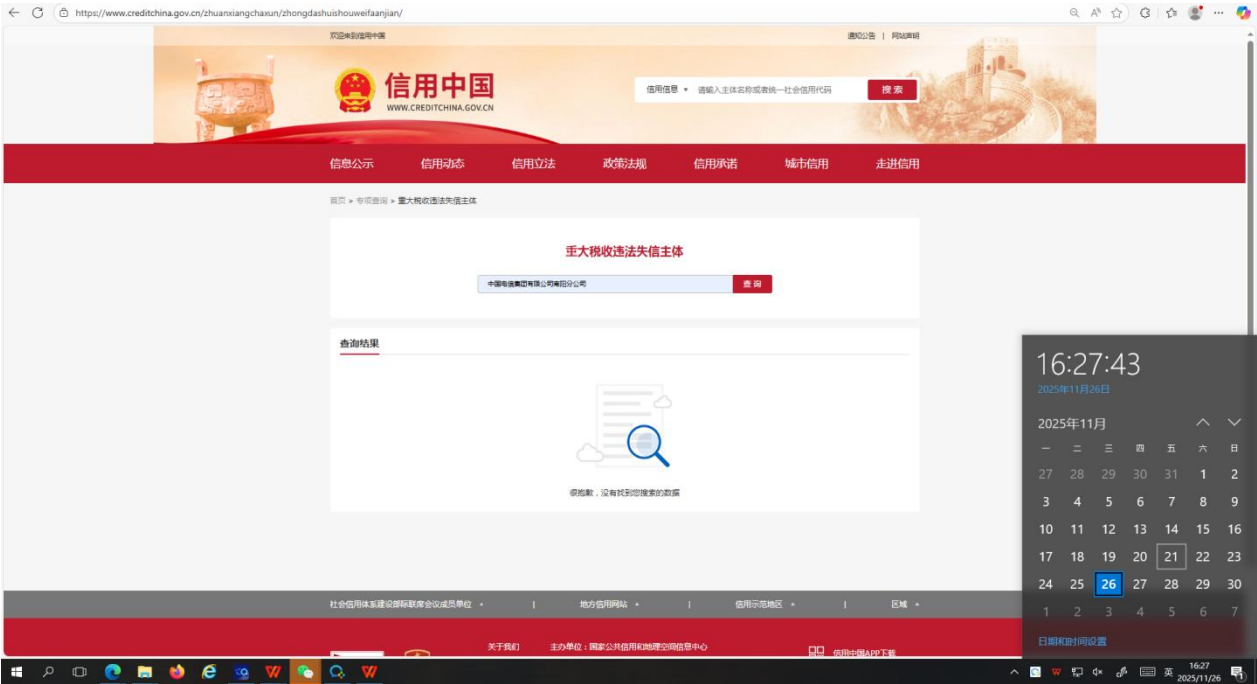 https://www.creditchina.gov.cn/zhuanxiangchaxun/zhongdashuishouweifaanjian/
欢迎来到信用中国
通知公告 | 网站声明
信用中国
WWW.CREDITCHINA.GOV.CN
信用信息 请输入主体名称或者统一社会信用代码 搜索
信息公示 信用动态 信用立法 政策法规 信用承诺 城市信用 走进信用
首页 » 专项查询 » 重大税收违法失信主体
重大税收违法失信主体
中国电信集团有限公司南阳分公司 查询
查询结果
很抱歉,没有找到您搜索的数据
16:27:43
2025年11月26日
2025年11月
一 二 三 四 五 六 日
27 28 29 30 31 1 2
3 4 5 6 7 8 9
10 11 12 13 14 15 16
17 18 19 20 21 22 23
24 25 26 27 28 29 30
1 2 3 4 5 6 7
日期和时间设置
社会信用体系建设部际联席会议成员单位 | 地方信用网站 | 信用示范地区 | 区域
关于我们 主办单位:国家公共信用和地理空间信息中心
信用中国APP下载
英
16:27
2025/11/26